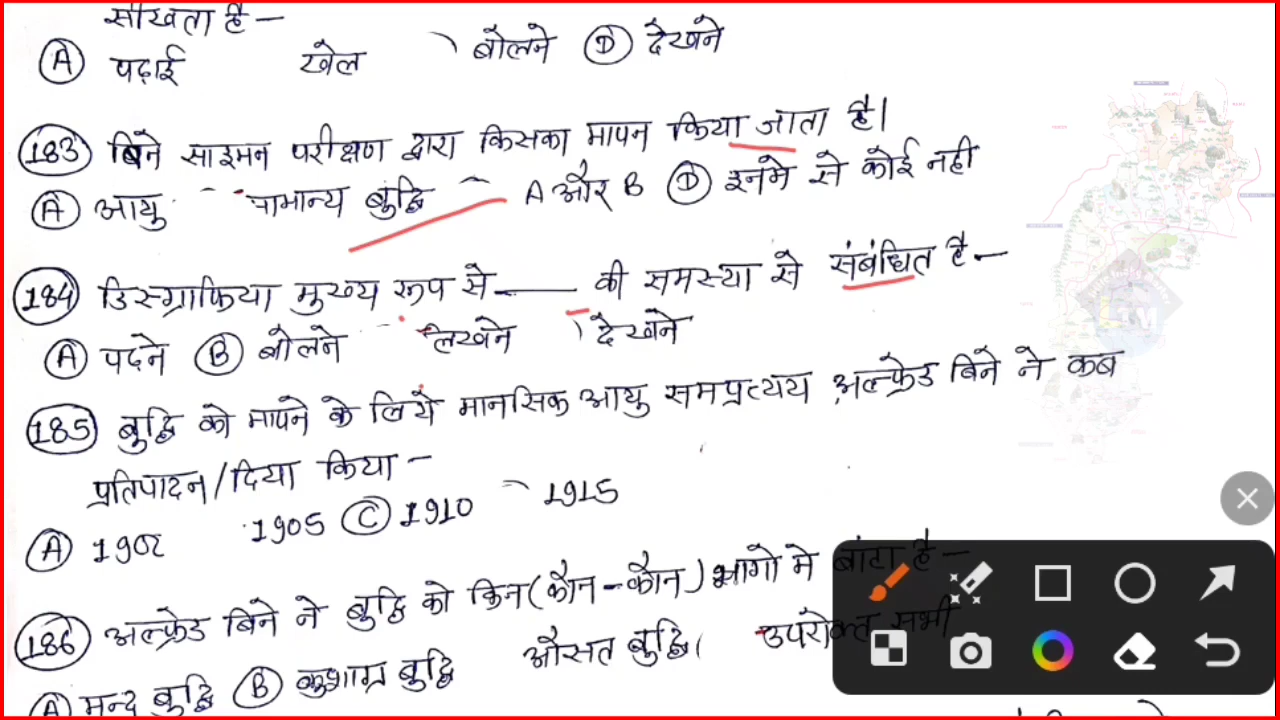 सीखता है -
Ⓐ पढ़ाई खेल बोलने Ⓓ देखने
(183) बिने साइमन परीक्षण द्वारा किसका मापन किया जाता है।
Ⓐ आयु सामान्य बुद्धि A और B Ⓓ इनमे से कोई नही
(184) डिस्ग्राफिया मुख्य रूप से ——— की समस्या से संबंधित है -
Ⓐ पढने Ⓑ बोलने लिखने देखने
(185) बुद्धि को मापने के लिये मानसिक आयु समप्रत्यय अल्फ्रेड बिने ने कब
प्रतिपादन/दिया किया -
Ⓐ 1905 Ⓒ 1910 1915
(186) अल्फ्रेड बिने ने बुद्धि को किन (कौन-कौन) भागो मे बांटा है -
Ⓐ मन्द बुद्धि Ⓑ कुशाग्र बुद्धि औसत बुद्धि उपरोक्त सभी